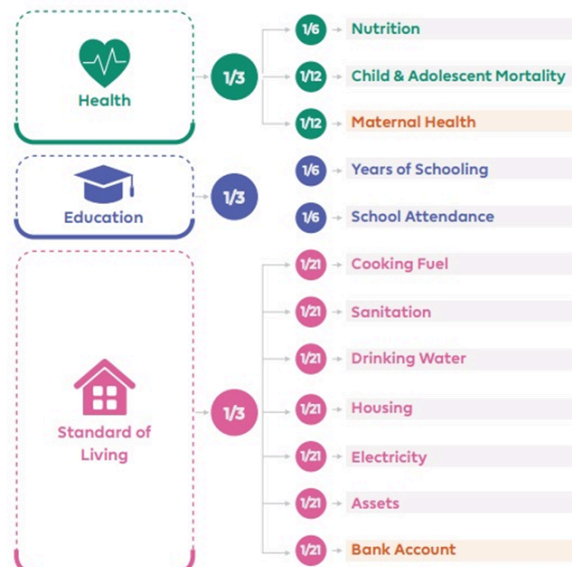 Health
1/3
1/6
Nutrition
1/12
Child & Adolescent Mortality
1/12
Maternal Health
Education
1/3
1/6
Years of Schooling
1/6
School Attendance
Standard of
Living
1/3
1/21
Cooking Fuel
1/21
Sanitation
1/21
Drinking Water
1/21
Housing
1/21
Electricity
1/21
Assets
1/21
Bank Account